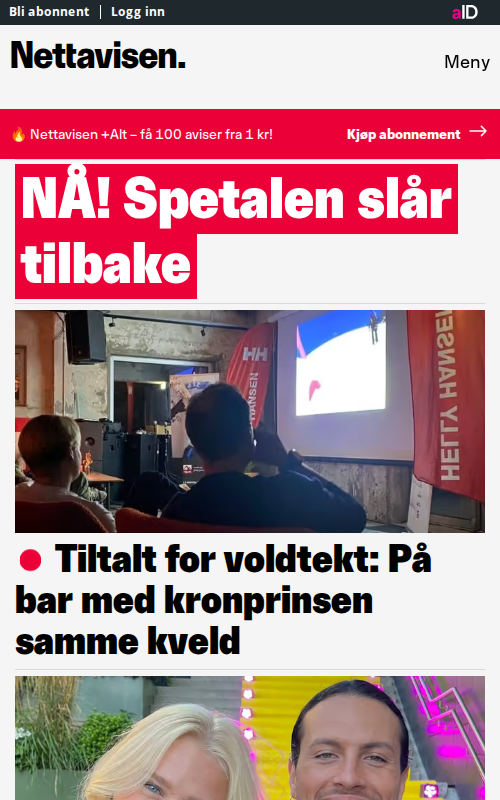 Bli abonnent | Logg inn
aID
Nettavisen.
Meny
🔥 Nettavisen +Alt – få 100 aviser fra 1 kr!
Kjøp abonnement →
NÅ! Spetalen slår
tilbake
HH
HANSEN
HELLY HANSEN
Tiltalt for voldtekt: På
bar med kronprinsen
samme kveld